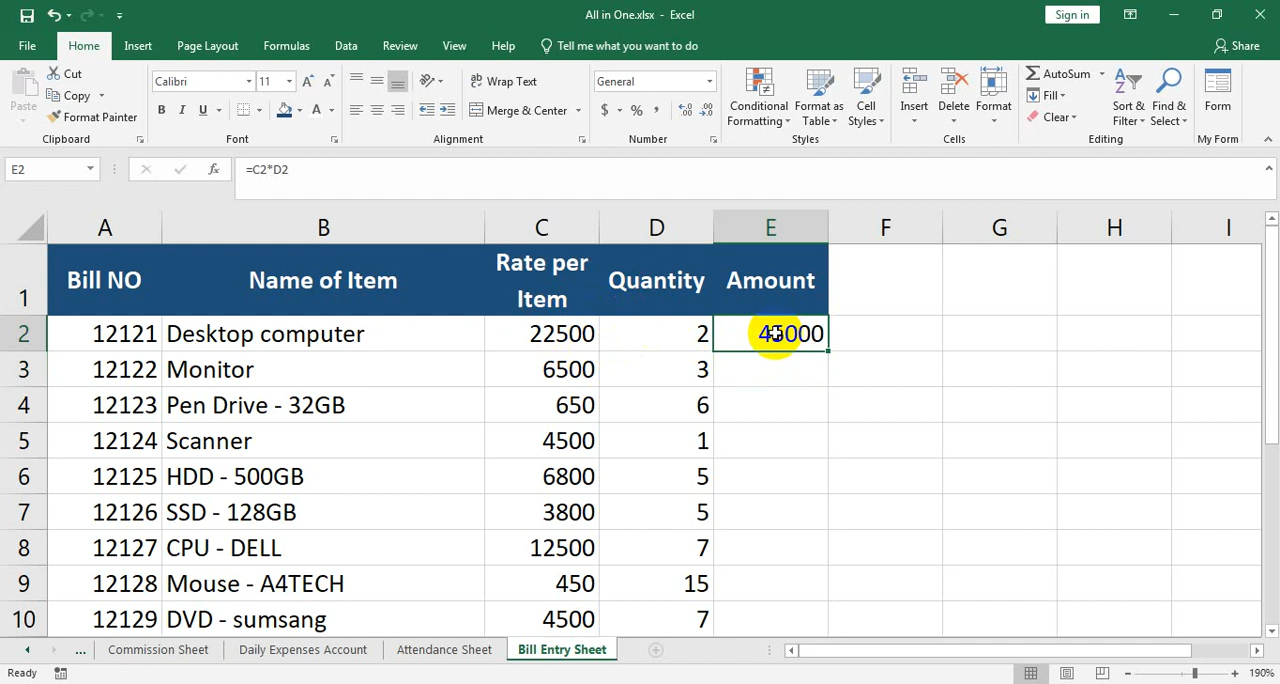 All in One.xlsx - Excel
Sign in
File Home Insert Page Layout Formulas Data Review View Help Tell me what you want to do Share
Paste
Cut
Copy
Format Painter
Clipboard
Calibri 11
B I U A
Font
Wrap Text
Merge & Center
Alignment
General
$ % ,
Number
Conditional Formatting
Format as Table
Cell Styles
Styles
Insert Delete Format
Cells
AutoSum
Fill
Clear
Sort & Filter
Find & Select
Editing
Form
My Form
E2 fx =C2*D2
A B C D E F G H I
1 Bill NO Name of Item Rate per Item Quantity Amount
2 12121 Desktop computer 22500 2 45000
3 12122 Monitor 6500 3
4 12123 Pen Drive - 32GB 650 6
5 12124 Scanner 4500 1
6 12125 HDD - 500GB 6800 5
7 12126 SSD - 128GB 3800 5
8 12127 CPU - DELL 12500 7
9 12128 Mouse - A4TECH 450 15
10 12129 DVD - sumsang 4500 7
... Commission Sheet Daily Expenses Account Attendance Sheet Bill Entry Sheet
Ready 190%